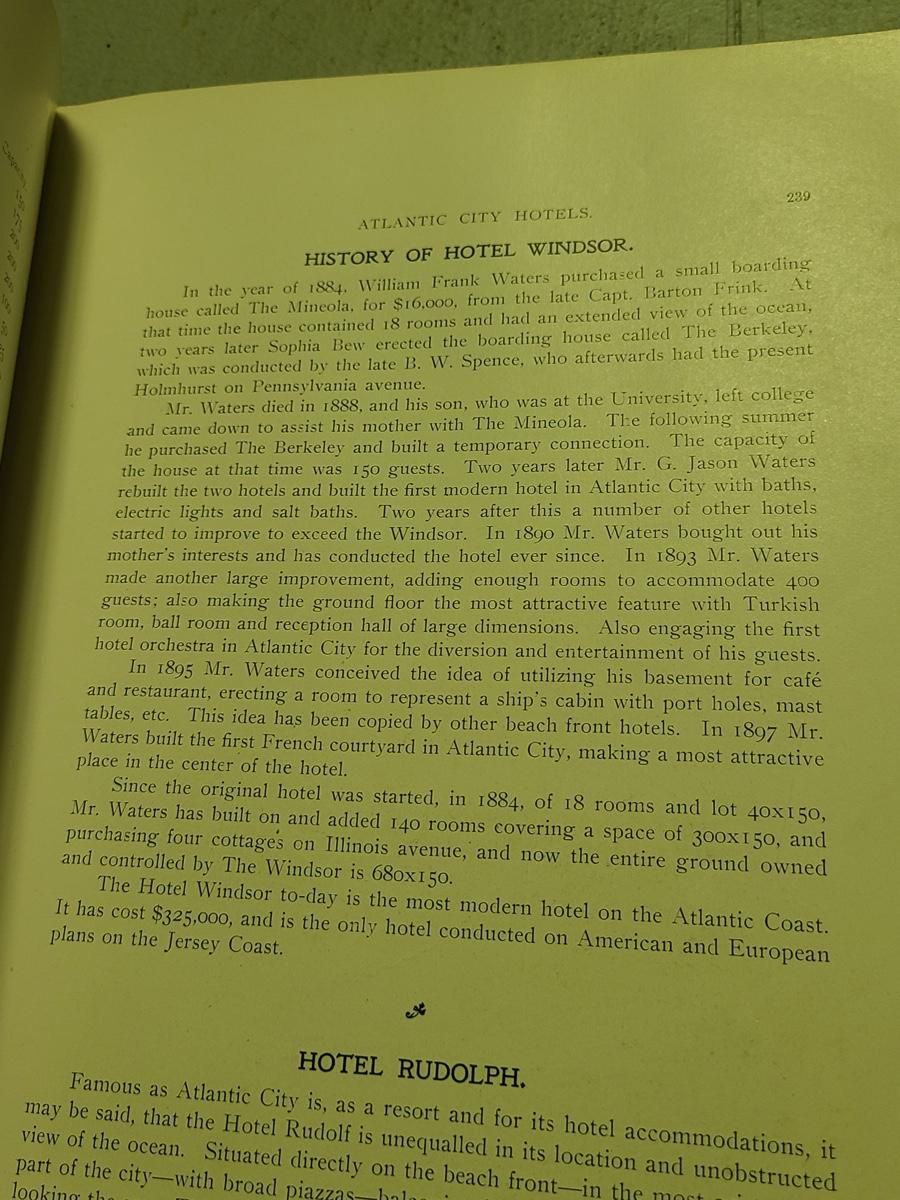 Capacity.
150
175
200
200
200
100
ATLANTIC CITY HOTELS. 239
HISTORY OF HOTEL WINDSOR.
In the year of 1884, William Frank Waters purchased a small boarding
house called The Mineola, for $16,000, from the late Capt. Barton Frink. At
that time the house contained 18 rooms and had an extended view of the ocean,
two years later Sophia Bew erected the boarding house called The Berkeley,
which was conducted by the late B. W. Spence, who afterwards had the present
Holmhurst on Pennsylvania avenue.
Mr. Waters died in 1888, and his son, who was at the University, left college
and came down to assist his mother with The Mineola. The following summer
he purchased The Berkeley and built a temporary connection. The capacity of
the house at that time was 150 guests. Two years later Mr. G. Jason Waters
rebuilt the two hotels and built the first modern hotel in Atlantic City with baths,
electric lights and salt baths. Two years after this a number of other hotels
started to improve to exceed the Windsor. In 1890 Mr. Waters bought out his
mother's interests and has conducted the hotel ever since. In 1893 Mr. Waters
made another large improvement, adding enough rooms to accommodate 400
guests; also making the ground floor the most attractive feature with Turkish
room, ball room and reception hall of large dimensions. Also engaging the first
hotel orchestra in Atlantic City for the diversion and entertainment of his guests.
In 1895 Mr. Waters conceived the idea of utilizing his basement for café
and restaurant, erecting a room to represent a ship's cabin with port holes, mast
tables, etc. This idea has been copied by other beach front hotels. In 1897 Mr.
Waters built the first French courtyard in Atlantic City, making a most attractive
place in the center of the hotel.
Since the original hotel was started, in 1884, of 18 rooms and lot 40x150,
Mr. Waters has built on and added 140 rooms covering a space of 300x150, and
purchasing four cottages on Illinois avenue, and now the entire ground owned
and controlled by The Windsor is 680x150.
The Hotel Windsor to-day is the most modern hotel on the Atlantic Coast.
It has cost $325,000, and is the only hotel conducted on American and European
plans on the Jersey Coast.
HOTEL RUDOLPH.
Famous as Atlantic City is, as a resort and for its hotel accommodations, it
may be said, that the Hotel Rudolf is unequalled in its location and unobstructed
view of the ocean. Situated directly on the beach front—in the most
part of the city—with broad piazzas—
looking the